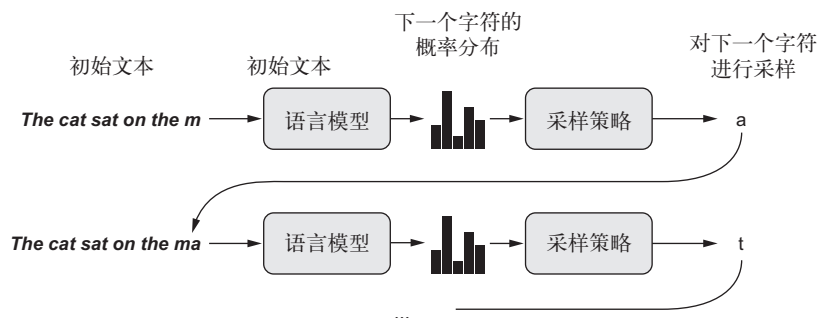 下一个字符的
概率分布
对下一个字符
进行采样
初始文本
初始文本
The cat sat on the m
语言模型
采样策略
a
The cat sat on the ma
语言模型
采样策略
t
...